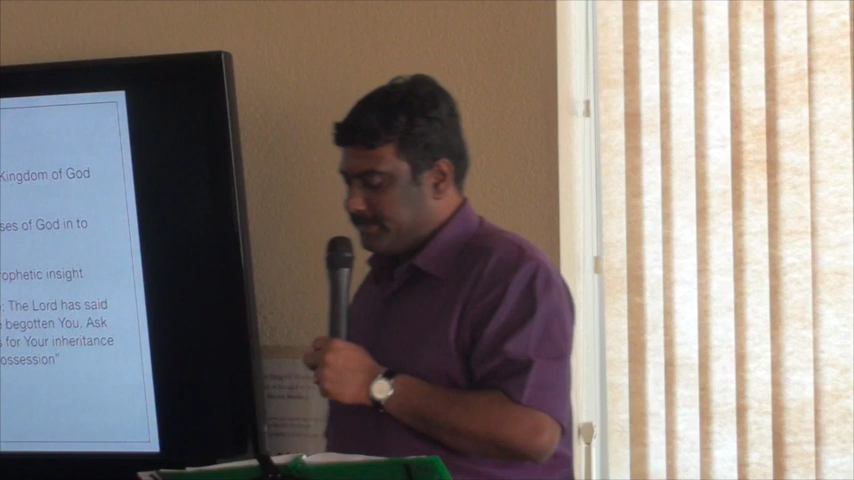 Kingdom of God
ses of God in to
rophetic insight
: The Lord has said
begotten You, Ask
s for Your inheritance
ossession"